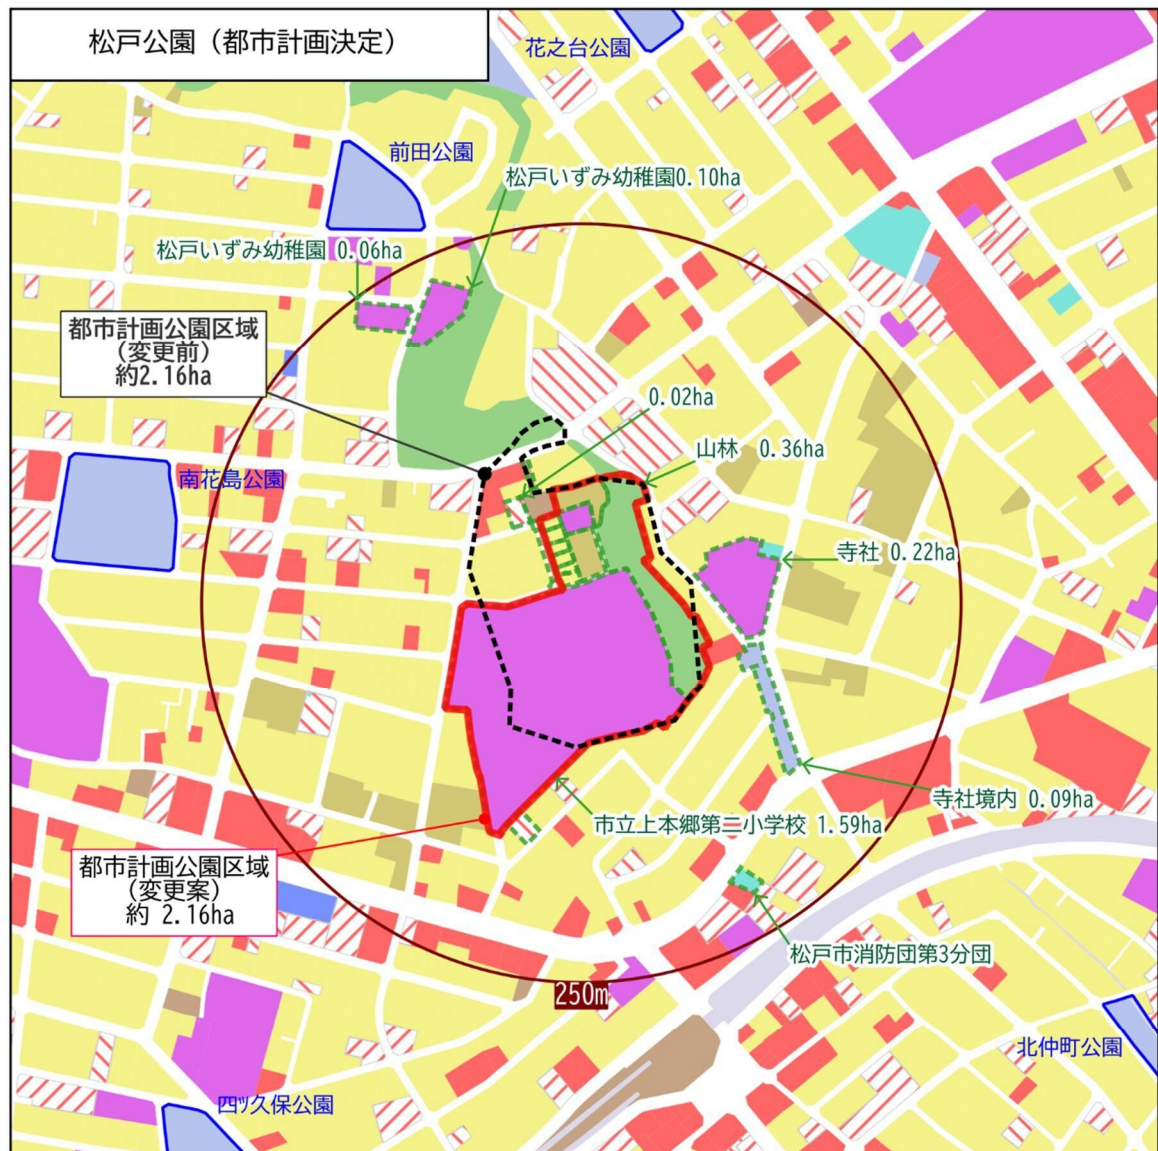 松戸公園（都市計画決定）
花之台公園
前田公園
松戸いずみ幼稚園0.10ha
松戸いずみ幼稚園 0.06ha
都市計画公園区域
（変更前）
約2.16ha
0.02ha
山林 0.36ha
南花島公園
寺社 0.22ha
寺社境内 0.09ha
市立上本郷第二小学校 1.59ha
都市計画公園区域
（変更案）
約 2.16ha
松戸市消防団第3分団
250m
北仲町公園
四ツ久保公園